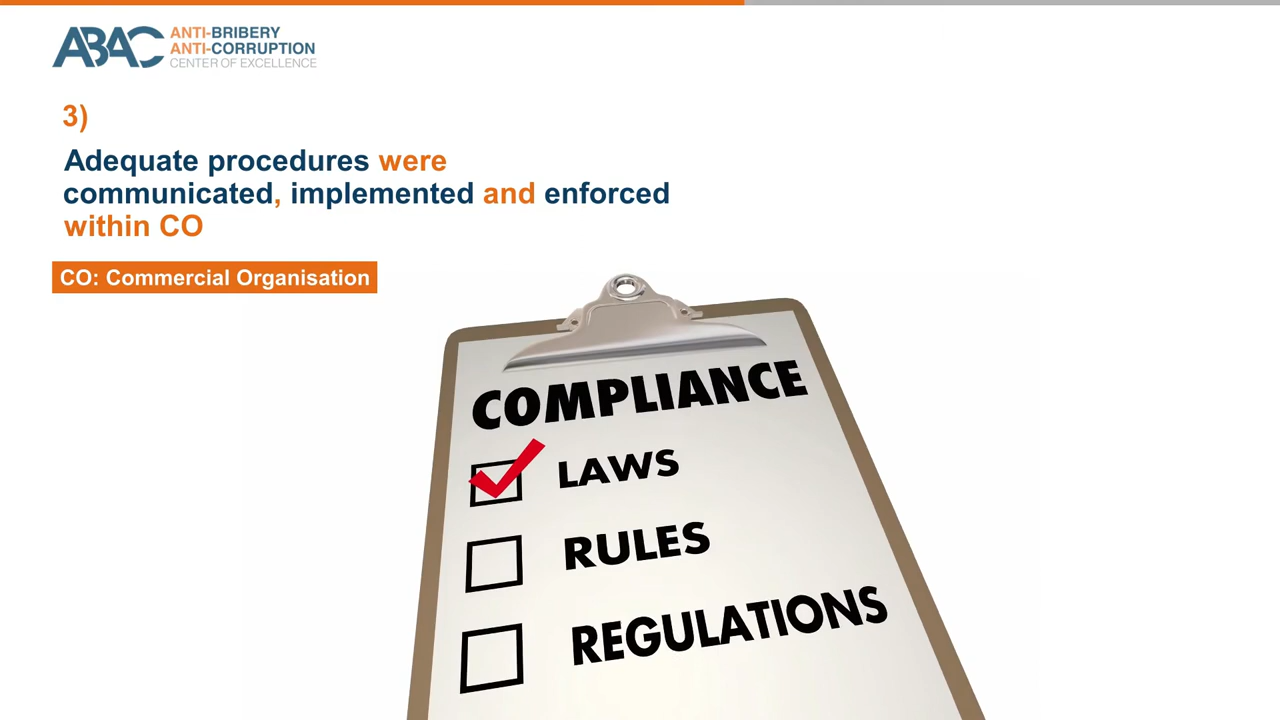 ABAC ANTI-BRIBERY
ANTI-CORRUPTION
CENTER OF EXCELLENCE
3)
Adequate procedures were
communicated, implemented and enforced
within CO
CO: Commercial Organisation
COMPLIANCE
LAWS
RULES
REGULATIONS